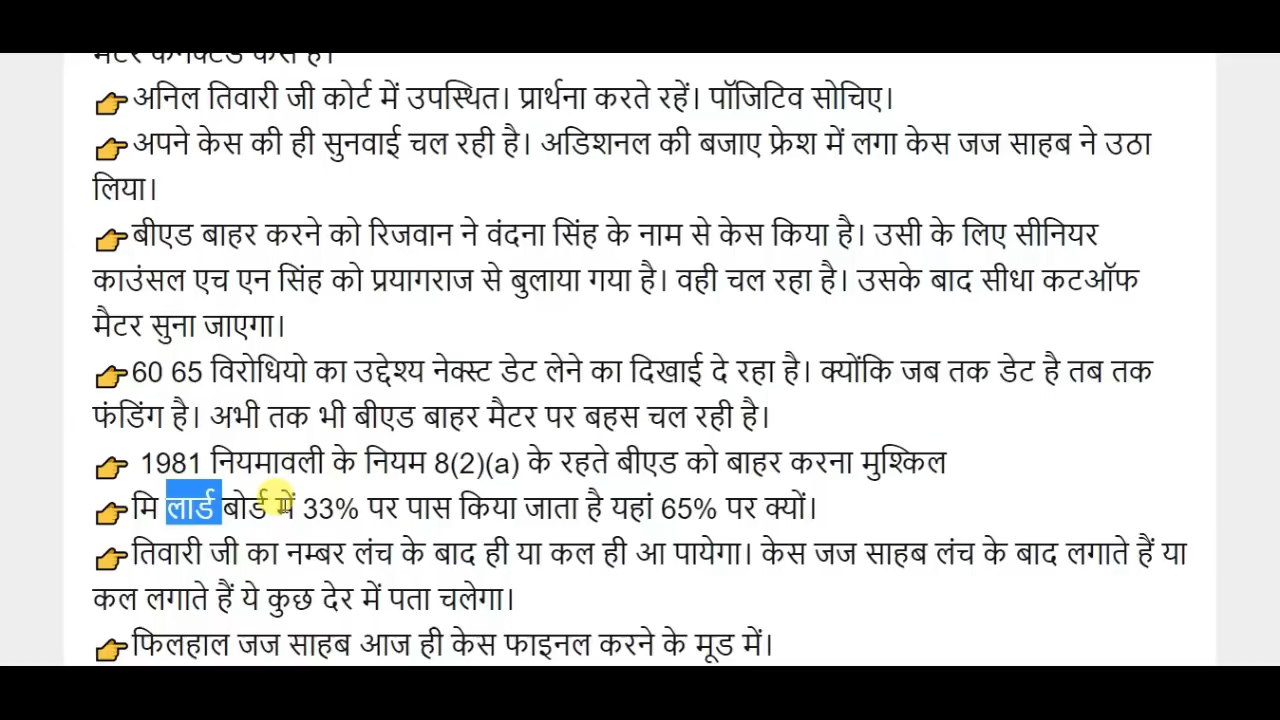 👉अनिल तिवारी जी कोर्ट में उपस्थित। प्रार्थना करते रहें। पॉजिटिव सोचिए।
👉अपने केस की ही सुनवाई चल रही है। अडिशनल की बजाए फ्रेश में लगा केस जज साहब ने उठा
लिया।
👉बीएड बाहर करने को रिजवान ने वंदना सिंह के नाम से केस किया है। उसी के लिए सीनियर
काउंसल एच एन सिंह को प्रयागराज से बुलाया गया है। वही चल रहा है। उसके बाद सीधा कटऑफ
मैटर सुना जाएगा।
👉60 65 विरोधियो का उद्देश्य नेक्स्ट डेट लेने का दिखाई दे रहा है। क्योंकि जब तक डेट है तब तक
फंडिंग है। अभी तक भी बीएड बाहर मैटर पर बहस चल रही है।
👉 1981 नियमावली के नियम 8(2)(a) के रहते बीएड को बाहर करना मुश्किल
👉मि लार्ड बोर्ड में 33% पर पास किया जाता है यहां 65% पर क्यों।
👉तिवारी जी का नम्बर लंच के बाद ही या कल ही आ पायेगा। केस जज साहब लंच के बाद लगाते हैं या
कल लगाते हैं ये कुछ देर में पता चलेगा।
👉फिलहाल जज साहब आज ही केस फाइनल करने के मूड में।